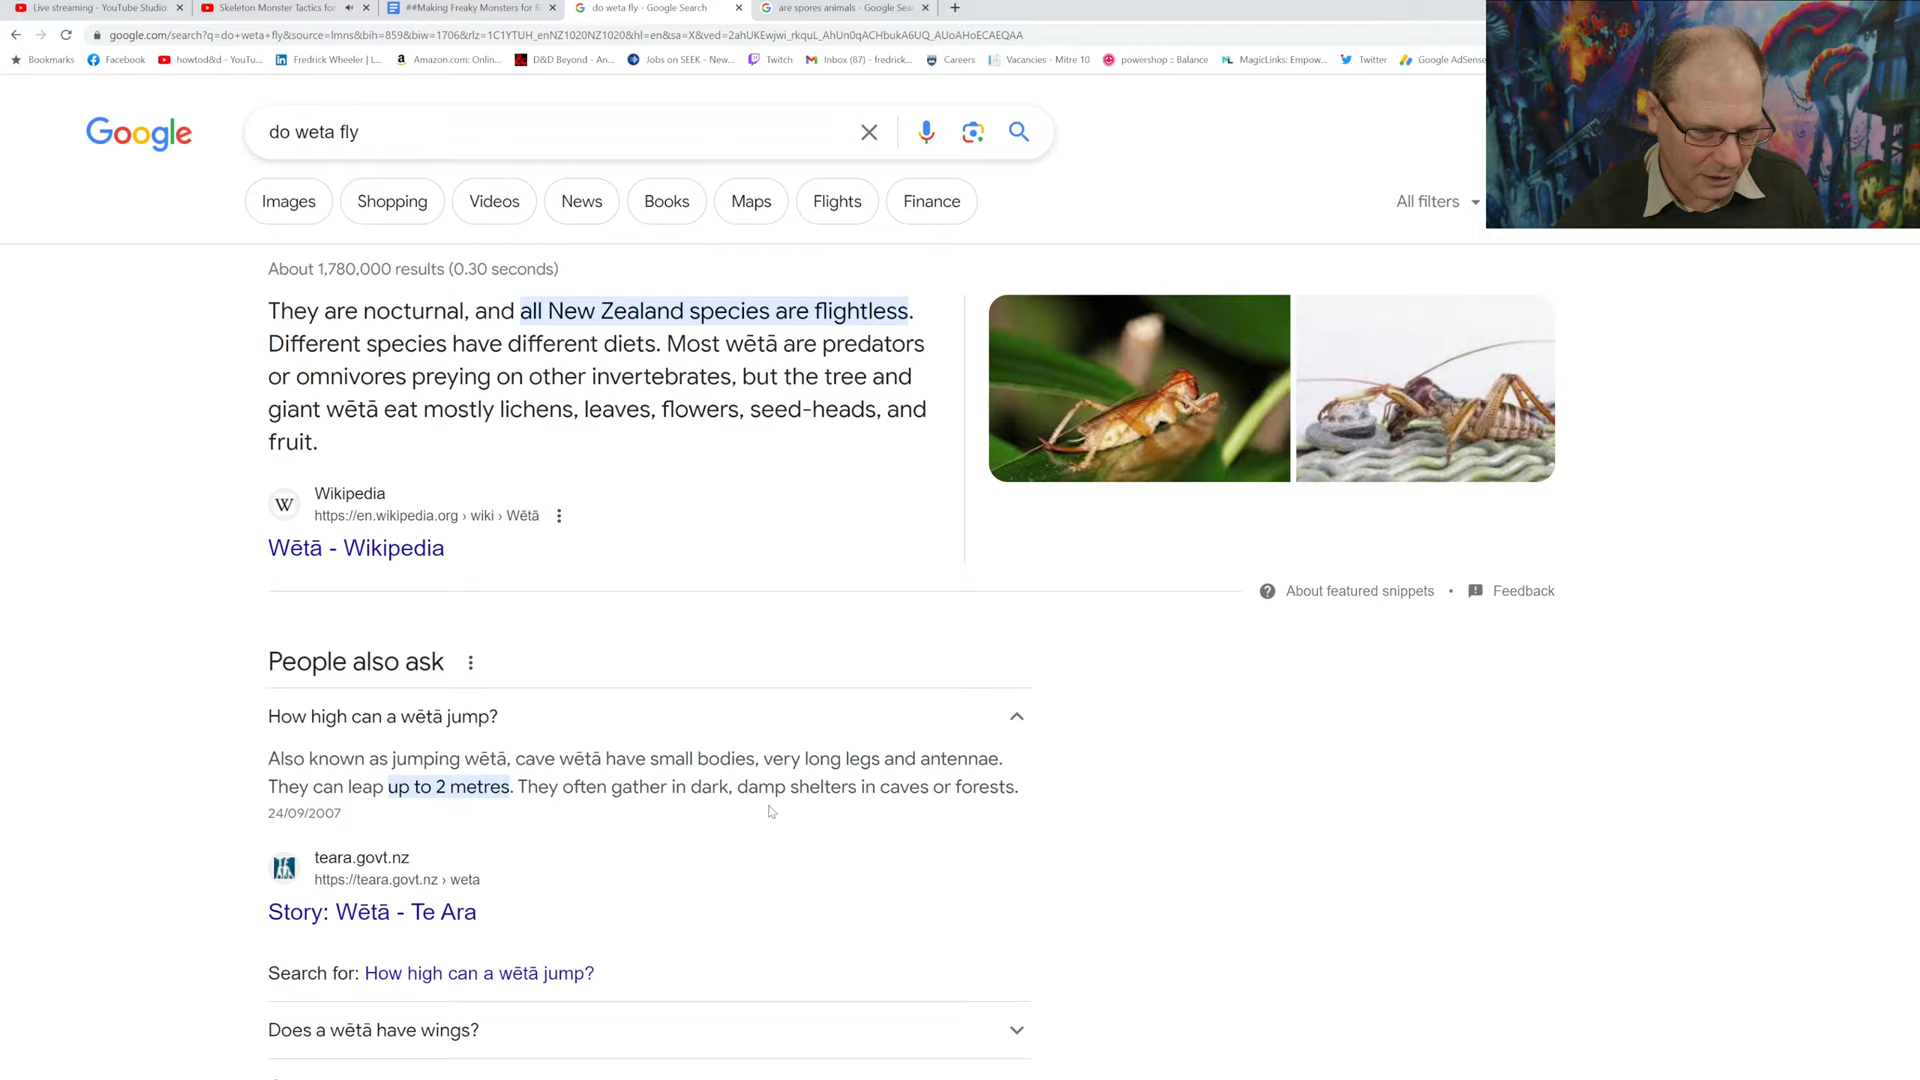 Live streaming - YouTube Studio
Skeleton Monster Tactics for
##Making Freaky Monsters for R
do weta fly - Google Search
are spores animals - Google Sea
google.com/search?q=do+weta+fly&source=lmns&bih=859&biw=1706&rlz=1C1YTUH_enNZ1020NZ1020&hl=en&sa=X&ved=2ahUKEwjwi_rkquL_AhUn0qACHbukA6UQ_AUoAHoECAEQAA
Bookmarks
Facebook
howtod&d - YouTu...
Fredrick Wheeler | L...
Amazon.com: Onlin...
D&D Beyond - An...
Jobs on SEEK - New...
Twitch
Inbox (87) - fredrick...
Careers
Vacancies - Mitre 10
powershop :: Balance
MagicLinks: Empow...
Twitter
Google AdSense
Google
do weta fly
Images
Shopping
Videos
News
Books
Maps
Flights
Finance
All filters
About 1,780,000 results (0.30 seconds)
They are nocturnal, and all New Zealand species are flightless.
Different species have different diets. Most wētā are predators
or omnivores preying on other invertebrates, but the tree and
giant wētā eat mostly lichens, leaves, flowers, seed-heads, and
fruit.
W
Wikipedia
https://en.wikipedia.org › wiki › Wētā
Wētā - Wikipedia
About featured snippets • Feedback
People also ask
How high can a wētā jump?
Also known as jumping wētā, cave wētā have small bodies, very long legs and antennae.
They can leap up to 2 metres. They often gather in dark, damp shelters in caves or forests.
24/09/2007
teara.govt.nz
https://teara.govt.nz › weta
Story: Wētā - Te Ara
Search for: How high can a wētā jump?
Does a wētā have wings?